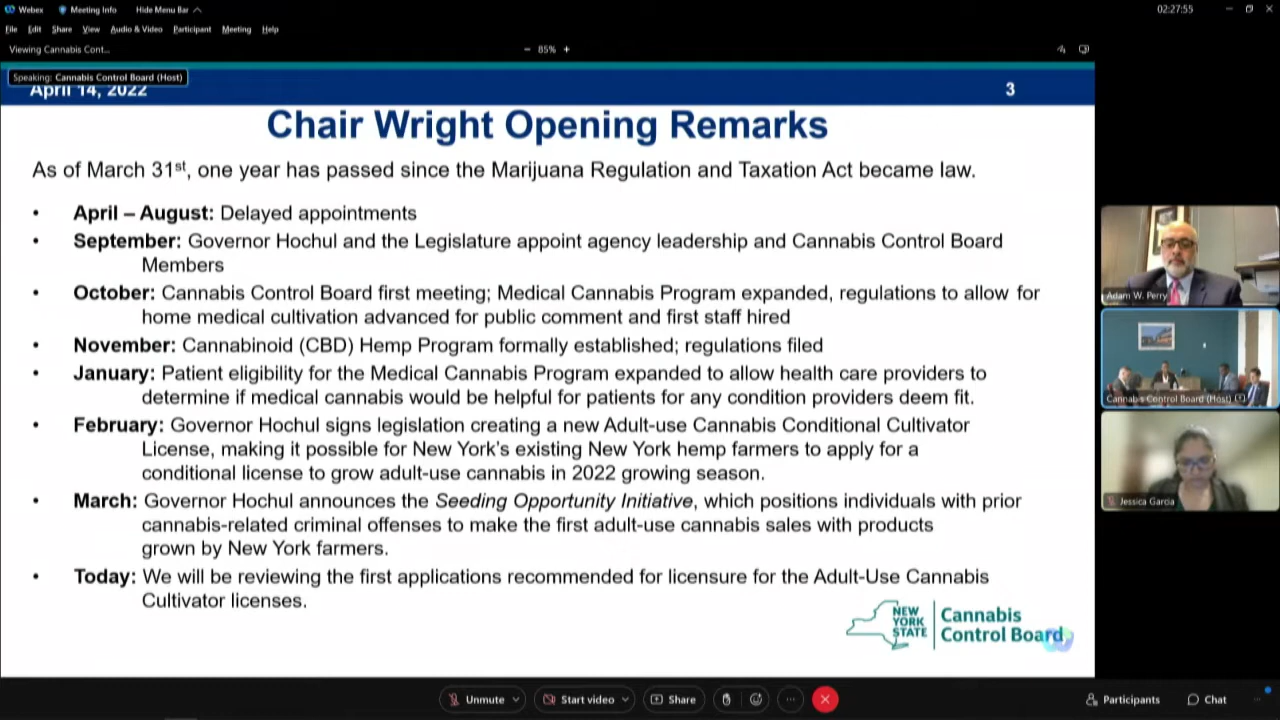 Webex
Meeting Info
Hide Menu Bar
02:27:55
File Edit Share View Audio & Video Participant Meeting Help
Viewing Cannabis Cont...
85%
Speaking: Cannabis Control Board (Host)
April 14, 2022
3
Chair Wright Opening Remarks
As of March 31st, one year has passed since the Marijuana Regulation and Taxation Act became law.
• April – August: Delayed appointments
• September: Governor Hochul and the Legislature appoint agency leadership and Cannabis Control Board
Members
• October: Cannabis Control Board first meeting; Medical Cannabis Program expanded, regulations to allow for
home medical cultivation advanced for public comment and first staff hired
• November: Cannabinoid (CBD) Hemp Program formally established; regulations filed
• January: Patient eligibility for the Medical Cannabis Program expanded to allow health care providers to
determine if medical cannabis would be helpful for patients for any condition providers deem fit.
• February: Governor Hochul signs legislation creating a new Adult-use Cannabis Conditional Cultivator
License, making it possible for New York's existing New York hemp farmers to apply for a
conditional license to grow adult-use cannabis in 2022 growing season.
• March: Governor Hochul announces the Seeding Opportunity Initiative, which positions individuals with prior
cannabis-related criminal offenses to make the first adult-use cannabis sales with products
grown by New York farmers.
• Today: We will be reviewing the first applications recommended for licensure for the Adult-Use Cannabis
Cultivator licenses.
NEW
YORK
STATE
Cannabis
Control Board
Adam W. Perry
Cannabis Control Board (Host)
Jessica Garcia
Unmute
Start video
Share
Participants
Chat